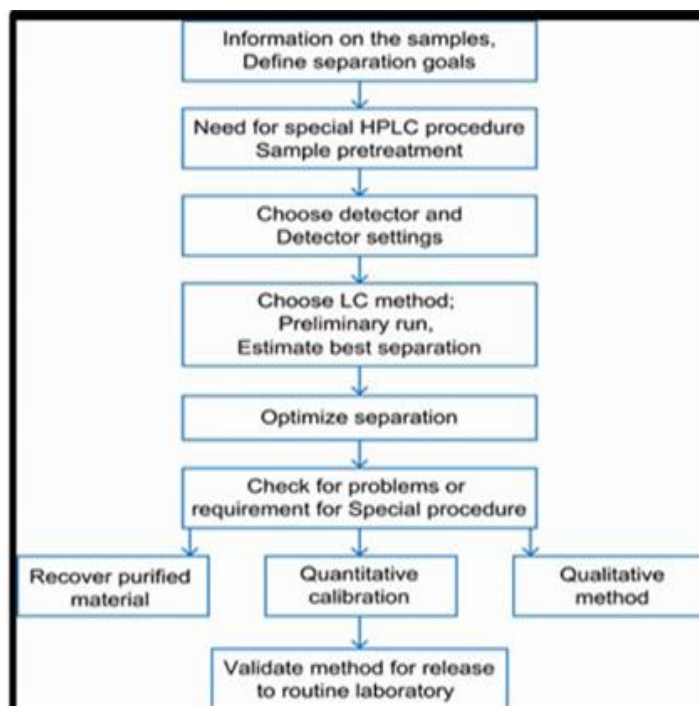 Information on the samples,
Define separation goals
Need for special HPLC procedure
Sample pretreatment
Choose detector and
Detector settings
Choose LC method;
Preliminary run,
Estimate best separation
Optimize separation
Check for problems or
requirement for Special procedure
Recover purified
material
Quantitative
calibration
Qualitative
method
Validate method for release
to routine laboratory